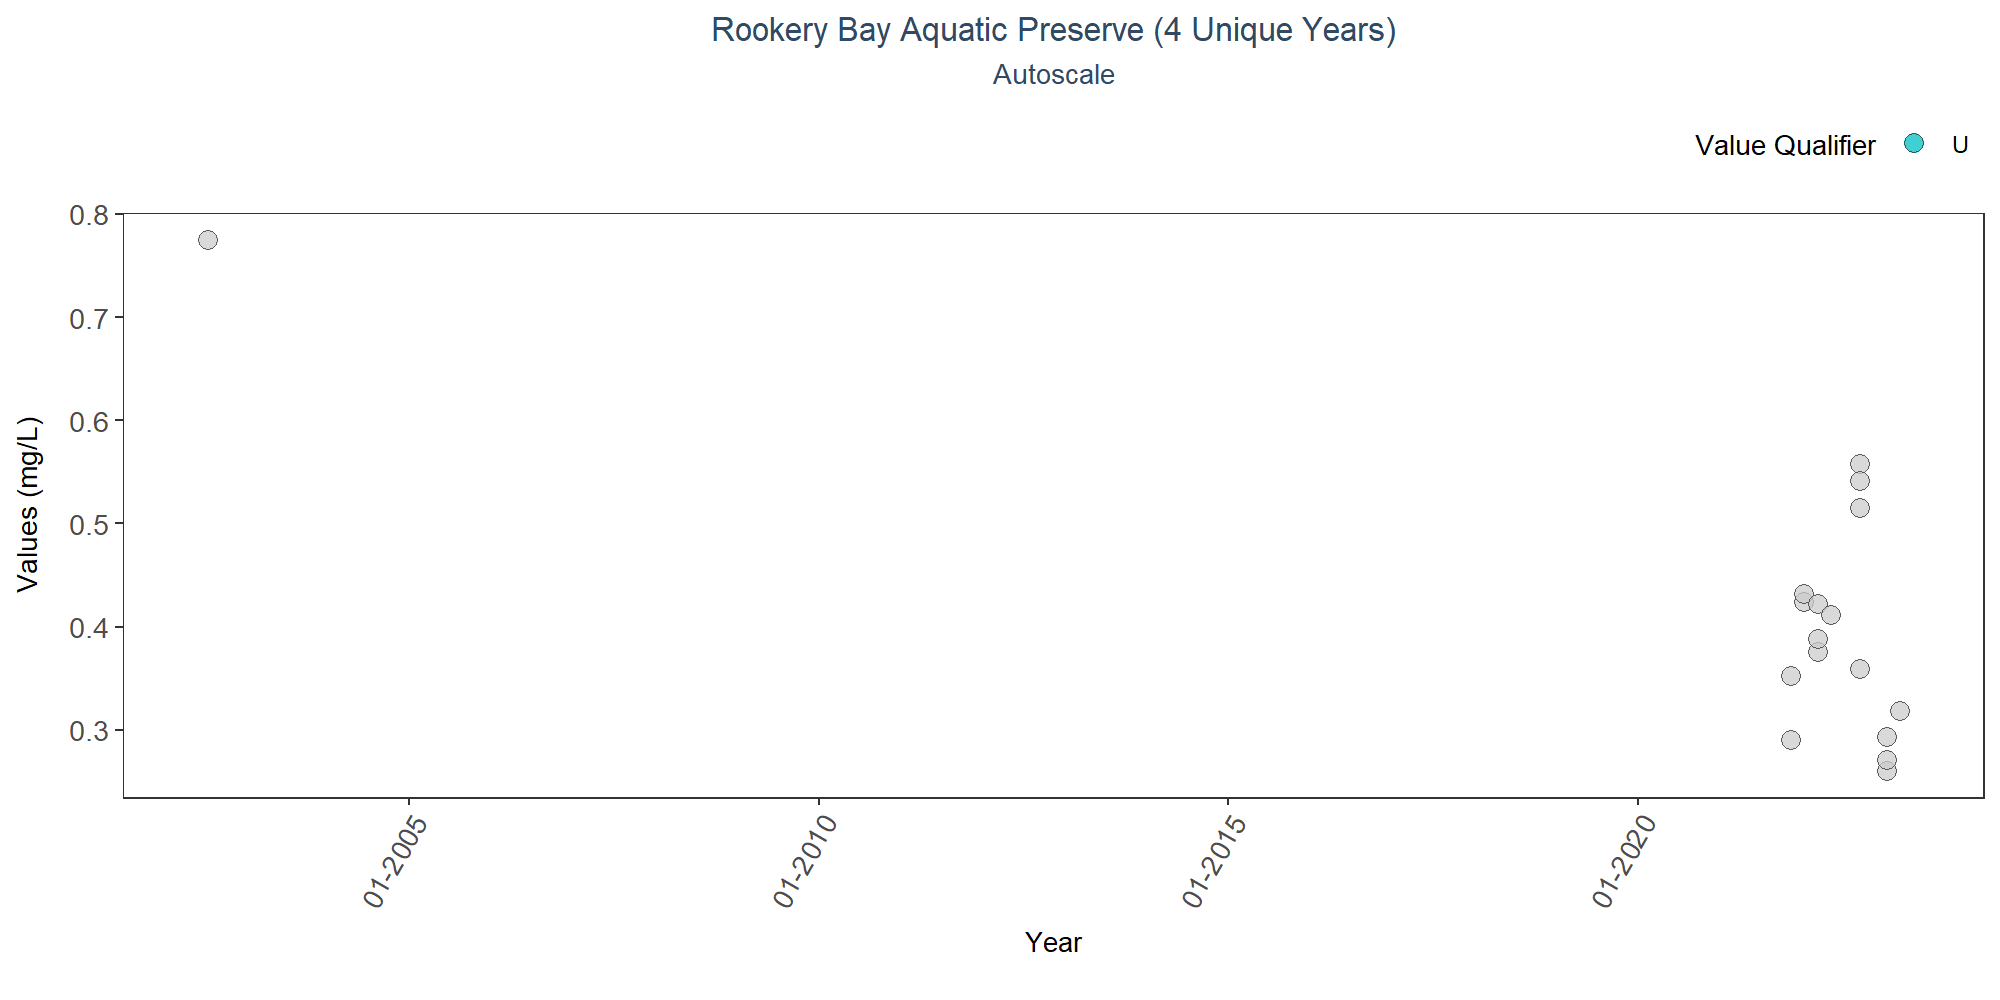 Rookery Bay Aquatic Preserve (4 Unique Years)
Autoscale
Value Qualifier U
0.8
0.7
0.6
0.5
0.4
0.3
Values (mg/L)
01-2005
01-2010
01-2015
01-2020
Year